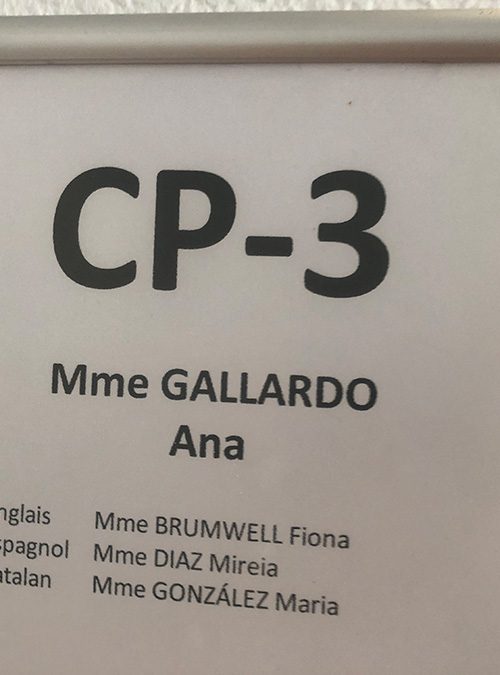 CP-3
Mme GALLARDO
Ana
nglais Mme BRUMWELL Fiona
spagnol Mme DIAZ Mireia
atalan Mme GONZÁLEZ Maria